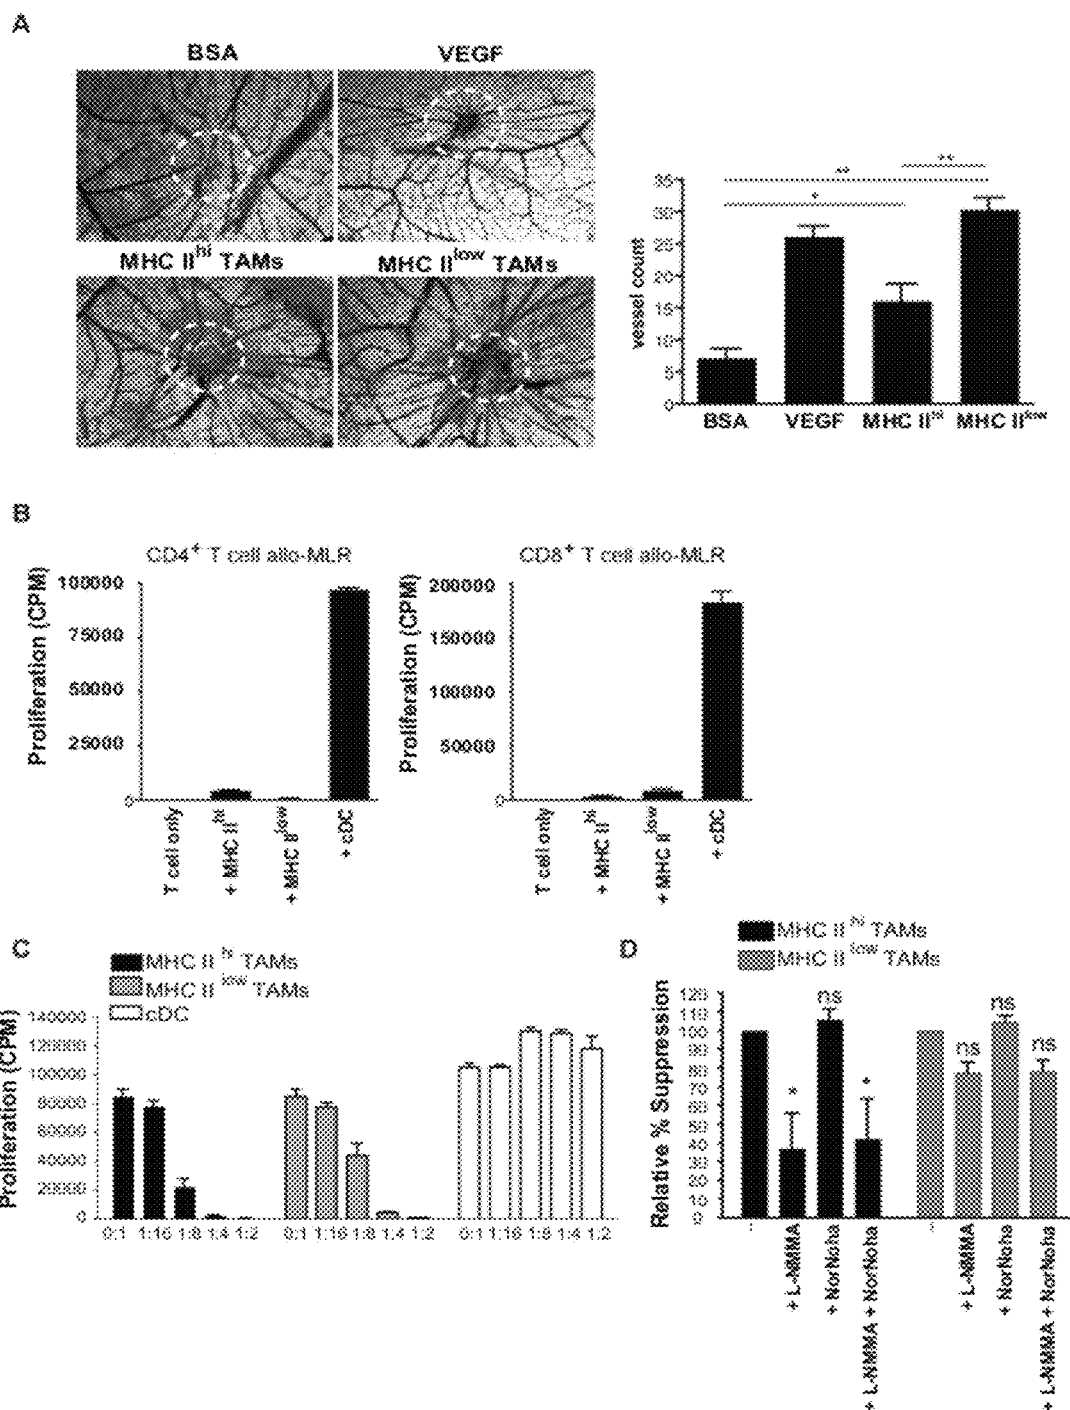 A
BSA VEGF
MHC II^hi TAMs MHC II^low TAMs
vessel count
35
30
25
20
15
10
5
0
**
**
*
BSA VEGF MHC II^hi MHC II^low
B
CD4+ T cell allo-MLR
Proliferation (CPM)
100000
75000
50000
25000
0
T cell only
+ MHC II^hi
+ MHC II^low
+ cDC
CD8+ T cell allo-MLR
Proliferation (CPM)
200000
150000
100000
50000
0
T cell only
+ MHC II^hi
+ MHC II^low
+ cDC
C
MHC II^hi TAMs
MHC II^low TAMs
cDC
Proliferation (CPM)
140000
120000
100000
80000
60000
40000
20000
0
0:1 1:16 1:8 1:4 1:2
0:1 1:16 1:8 1:4 1:2
0:1 1:16 1:8 1:4 1:2
D
MHC II^hi TAMs
MHC II^low TAMs
Relative % Suppression
120
110
100
90
80
70
60
50
40
30
20
10
0
* ns * ns ns ns
-
+ L-NMMA
+ NorNoha
+ L-NMMA + NorNoha
-
+ L-NMMA
+ NorNoha
+ L-NMMA + NorNoha